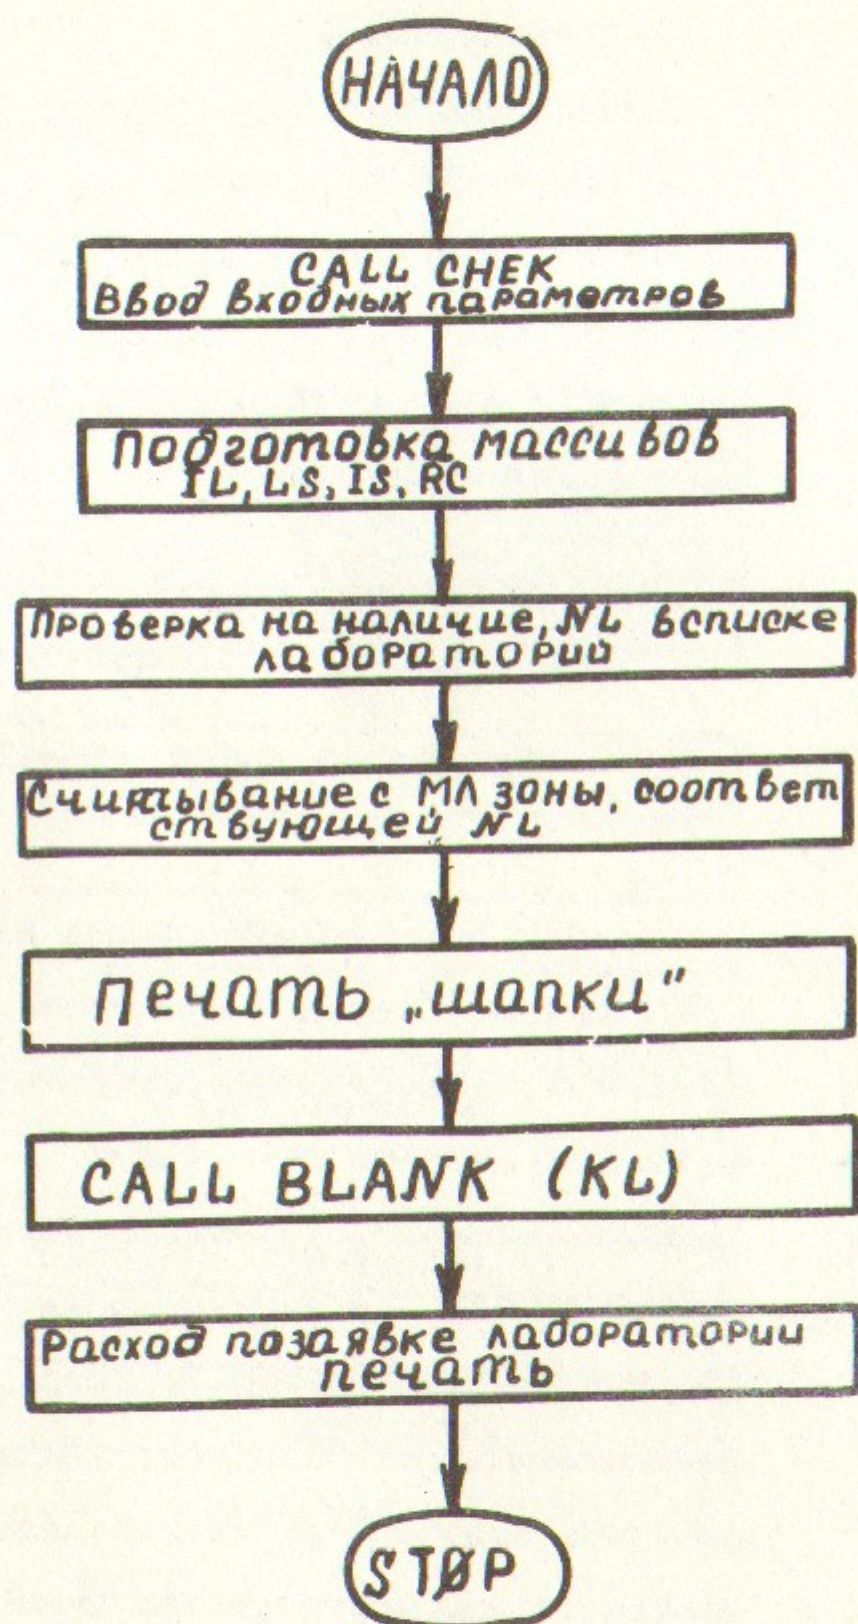 НАЧАЛО
CALL CHEK
Ввод входных параметров
Подготовка массивов
IL, LS, IS, RC
Проверка на наличие, NL в списке
лабораторий
Считывание с МЛ зоны, соответ
ствующей NL
Печать „шапки"
CALL BLANK (KL)
Расход по заявке лаборатории
печать
STØP